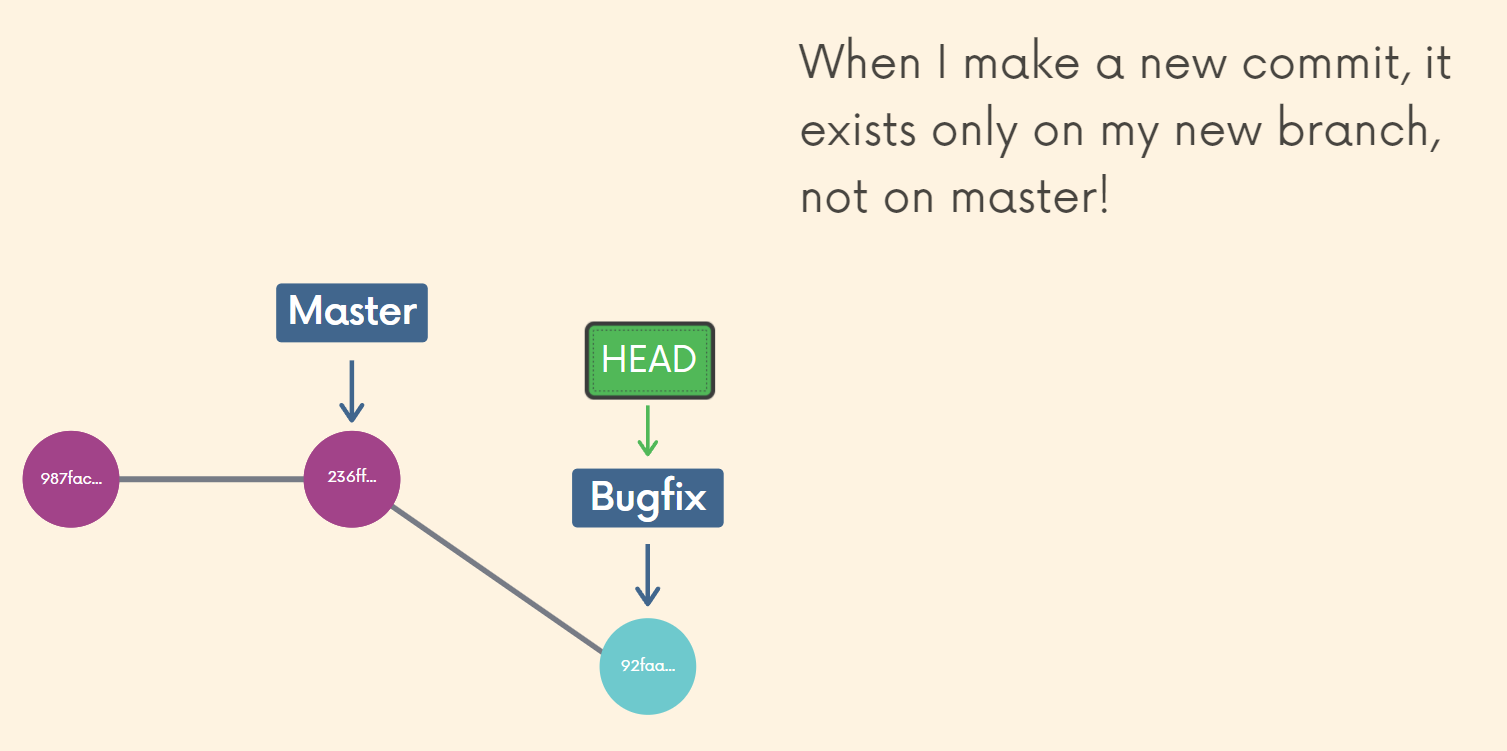 When I make a new commit, it
exists only on my new branch,
not on master!
Master
HEAD
987fac...
236ff...
Bugfix
92faa...